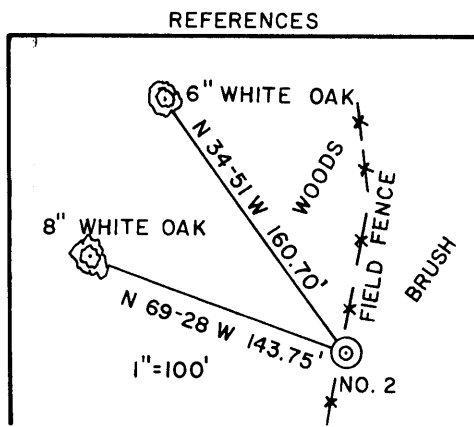 REFERENCES
6" WHITE OAK
N 34-51 W 160.70'
WOODS
FIELD FENCE
BRUSH
8" WHITE OAK
N 69-28 W 143.75'
1"=100'
NO. 2